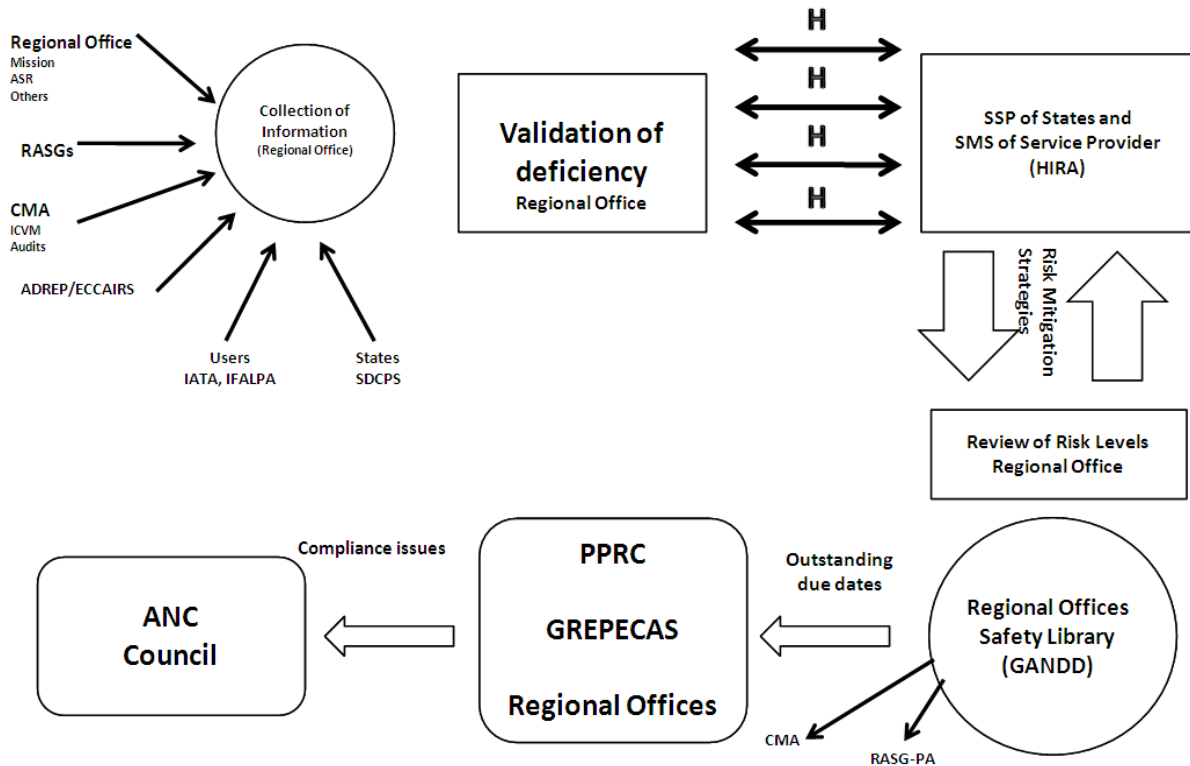 Regional Office
Mission
ASR
Others
RASGs
CMA
ICVM
Audits
ADREP/ECCAIRS
Users
IATA, IFALPA
States
SDCPS
Collection of
Information
(Regional Office)
Validation of
deficiency
Regional Office
H
H
H
H
SSP of States and
SMS of Service Provider
(HIRA)
Risk Mitigation
Strategies
Review of Risk Levels
Regional Office
Regional Offices
Safety Library
(GANDD)
CMA
RASG-PA
Outstanding
due dates
PPRC
GREPECAS
Regional Offices
Compliance issues
ANC
Council